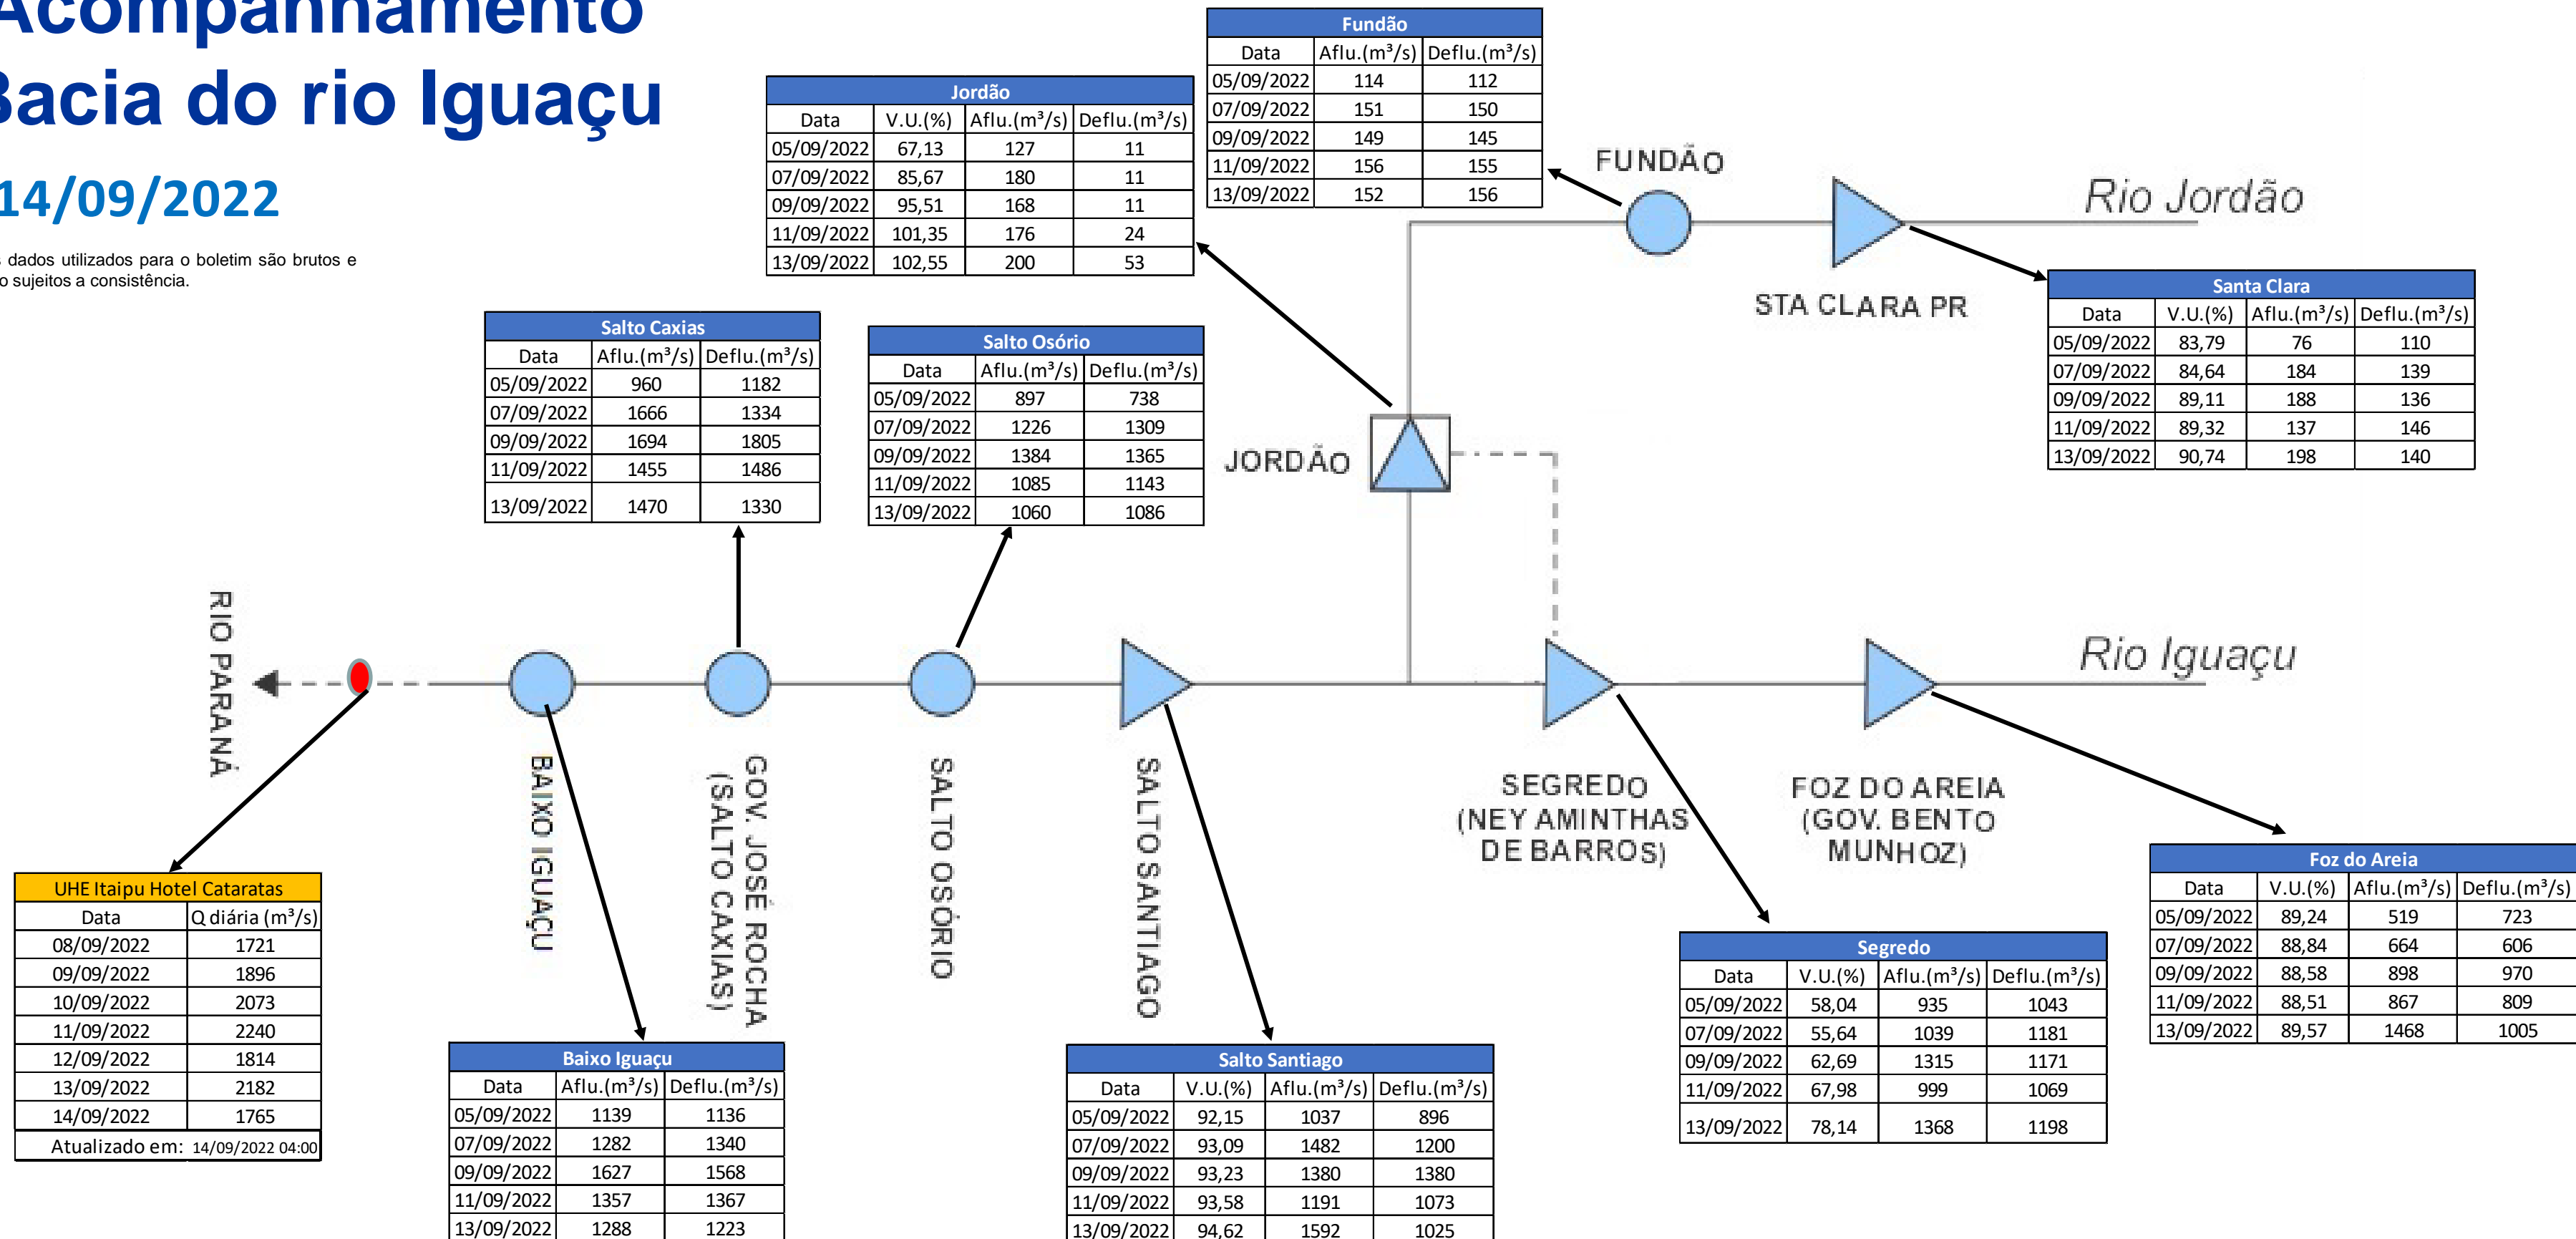 Acompanhamento
Bacia do rio Iguaçu
14/09/2022
s dados utilizados para o boletim são brutos e
o sujeitos a consistência.
Jordão
Data V.U.(%) Aflu.(m³/s) Deflu.(m³/s)
05/09/2022 67,13 127 11
07/09/2022 85,67 180 11
09/09/2022 95,51 168 11
11/09/2022 101,35 176 24
13/09/2022 102,55 200 53
Fundão
Data Aflu.(m³/s) Deflu.(m³/s)
05/09/2022 114 112
07/09/2022 151 150
09/09/2022 149 145
11/09/2022 156 155
13/09/2022 152 156
FUNDÃO
Rio Jordão
STA CLARA PR
Santa Clara
Data V.U.(%) Aflu.(m³/s) Deflu.(m³/s)
05/09/2022 83,79 76 110
07/09/2022 84,64 184 139
09/09/2022 89,11 188 136
11/09/2022 89,32 137 146
13/09/2022 90,74 198 140
Salto Caxias
Data Aflu.(m³/s) Deflu.(m³/s)
05/09/2022 960 1182
07/09/2022 1666 1334
09/09/2022 1694 1805
11/09/2022 1455 1486
13/09/2022 1470 1330
Salto Osório
Data Aflu.(m³/s) Deflu.(m³/s)
05/09/2022 897 738
07/09/2022 1226 1309
09/09/2022 1384 1365
11/09/2022 1085 1143
13/09/2022 1060 1086
JORDÃO
RIO PARANÁ
Rio Iguaçu
BAIXO IGUAÇU
GOV. JOSÉ ROCHA
(SALTO CAXIAS)
SALTO OSÓRIO
SALTO SANTIAGO
SEGREDO
(NEY AMINTHAS
DE BARROS)
FOZ DO AREIA
(GOV. BENTO
MUNHOZ)
UHE Itaipu Hotel Cataratas
Data Q diária (m³/s)
08/09/2022 1721
09/09/2022 1896
10/09/2022 2073
11/09/2022 2240
12/09/2022 1814
13/09/2022 2182
14/09/2022 1765
Atualizado em: 14/09/2022 04:00
Baixo Iguaçu
Data Aflu.(m³/s) Deflu.(m³/s)
05/09/2022 1139 1136
07/09/2022 1282 1340
09/09/2022 1627 1568
11/09/2022 1357 1367
13/09/2022 1288 1223
Salto Santiago
Data V.U.(%) Aflu.(m³/s) Deflu.(m³/s)
05/09/2022 92,15 1037 896
07/09/2022 93,09 1482 1200
09/09/2022 93,23 1380 1380
11/09/2022 93,58 1191 1073
13/09/2022 94,62 1592 1025
Segredo
Data V.U.(%) Aflu.(m³/s) Deflu.(m³/s)
05/09/2022 58,04 935 1043
07/09/2022 55,64 1039 1181
09/09/2022 62,69 1315 1171
11/09/2022 67,98 999 1069
13/09/2022 78,14 1368 1198
Foz do Areia
Data V.U.(%) Aflu.(m³/s) Deflu.(m³/s)
05/09/2022 89,24 519 723
07/09/2022 88,84 664 606
09/09/2022 88,58 898 970
11/09/2022 88,51 867 809
13/09/2022 89,57 1468 1005